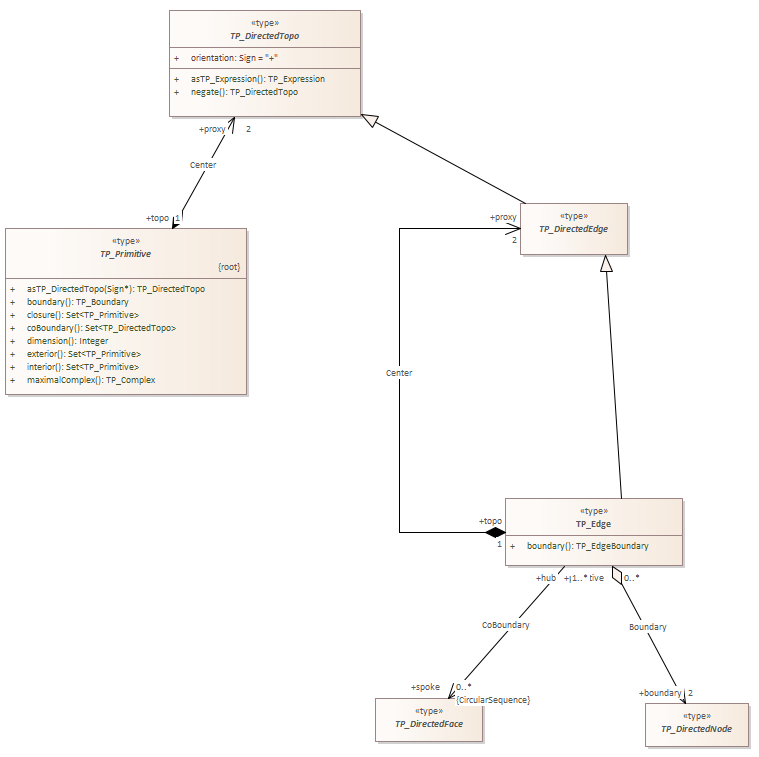 «type»
TP_DirectedTopo
+ orientation: Sign = "+"
+ asTP_Expression(): TP_Expression
+ negate(): TP_DirectedTopo
+proxy 2
Center
+topo 1
«type»
TP_Primitive
{root}
+ asTP_DirectedTopo(Sign*): TP_DirectedTopo
+ boundary(): TP_Boundary
+ closure(): Set<TP_Primitive>
+ coBoundary(): Set<TP_DirectedTopo>
+ dimension(): Integer
+ exterior(): Set<TP_Primitive>
+ interior(): Set<TP_Primitive>
+ maximalComplex(): TP_Complex
+proxy
2
«type»
TP_DirectedEdge
Center
+topo
1
«type»
TP_Edge
+ boundary(): TP_EdgeBoundary
+hub 1..* tive 0..*
CoBoundary
Boundary
+spoke 0..*
{CircularSequence}
+boundary 2
«type»
TP_DirectedFace
«type»
TP_DirectedNode